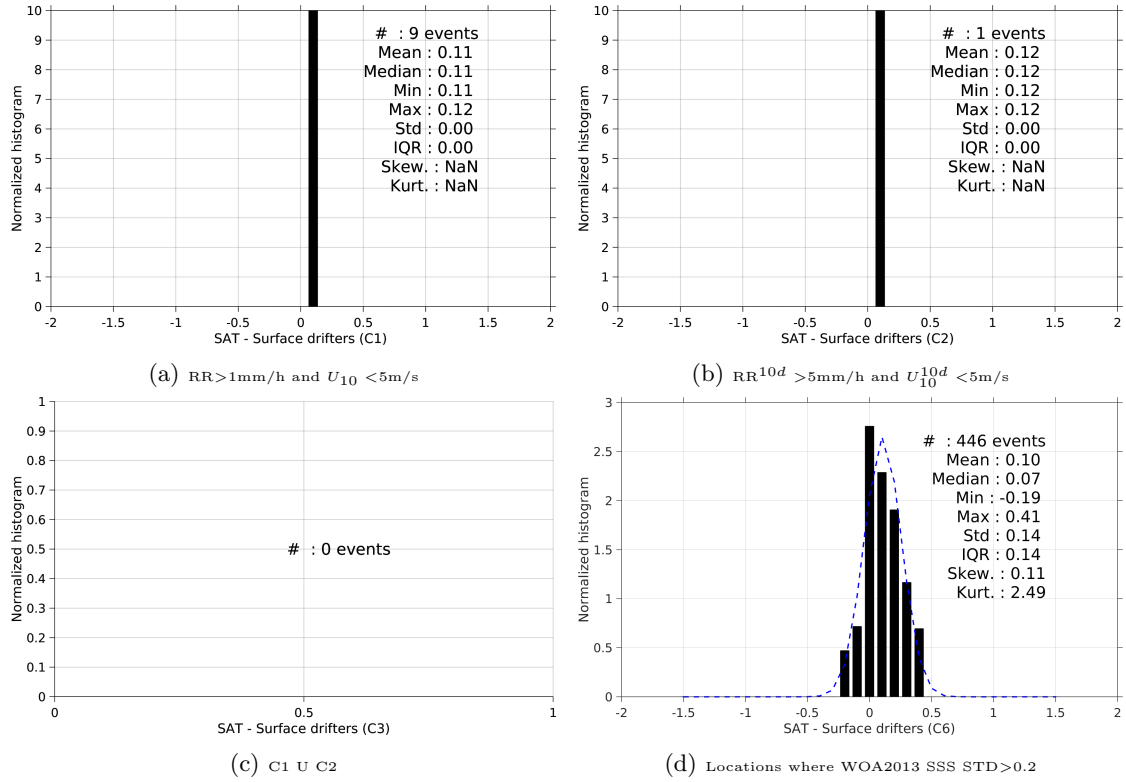 10
9
8
7
6
5
4
3
2
1
0
Normalized histogram
# : 9 events
Mean : 0.11
Median : 0.11
Min : 0.11
Max : 0.12
Std : 0.00
IQR : 0.00
Skew. : NaN
Kurt. : NaN
-2 -1.5 -1 -0.5 0 0.5 1 1.5 2
SAT - Surface drifters (C1)
(a) RR>1mm/h and U10 <5m/s
10
9
8
7
6
5
4
3
2
1
0
Normalized histogram
# : 1 events
Mean : 0.12
Median : 0.12
Min : 0.12
Max : 0.12
Std : 0.00
IQR : 0.00
Skew. : NaN
Kurt. : NaN
-2 -1.5 -1 -0.5 0 0.5 1 1.5 2
SAT - Surface drifters (C2)
(b) RR^10d >5mm/h and U_10^10d <5m/s
1
0.9
0.8
0.7
0.6
0.5
0.4
0.3
0.2
0.1
0
Normalized histogram
# : 0 events
0 0.5 1
SAT - Surface drifters (C3)
(c) C1 U C2
3
2.5
2
1.5
1
0.5
0
Normalized histogram
# : 446 events
Mean : 0.10
Median : 0.07
Min : -0.19
Max : 0.41
Std : 0.14
IQR : 0.14
Skew. : 0.11
Kurt. : 2.49
-2 -1.5 -1 -0.5 0 0.5 1 1.5 2
SAT - Surface drifters (C6)
(d) Locations where WOA2013 SSS STD>0.2